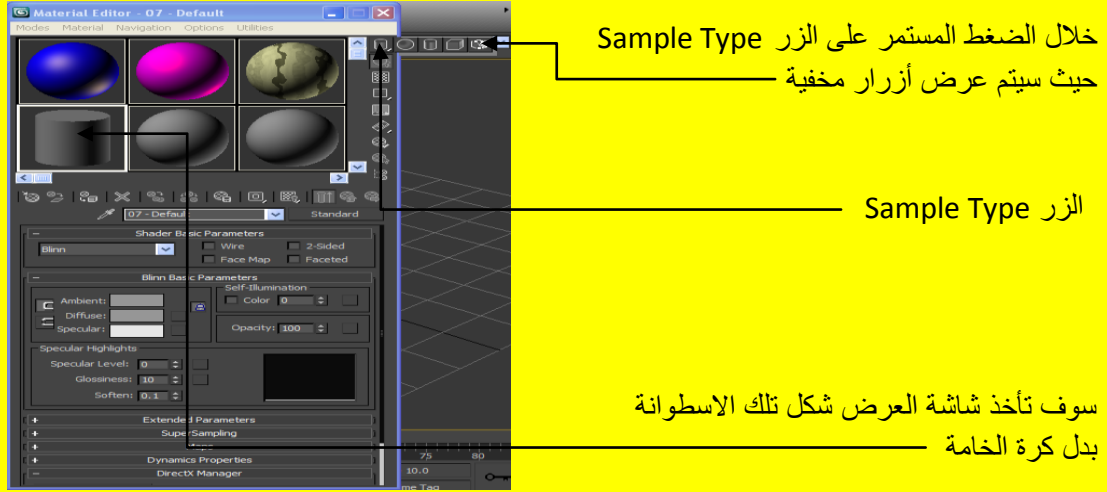 Material Editor - 07 - Default
Modes Material Navigation Options Utilities
خلال الضغط المستمر على الزر Sample Type
حيث سيتم عرض أزرار مخفية
الزر Sample Type
07 - Default
Standard
Shader Basic Parameters
Blinn
Wire
2-Sided
Face Map
Faceted
Blinn Basic Parameters
Self-Illumination
Ambient:
Color 0
Diffuse:
Specular:
Opacity: 100
Specular Highlights
Specular Level: 0
Glossiness: 10
Soften: 0.1
سوف تأخذ شاشة العرض شكل تلك الاسطوانة
بدل كرة الخامة
Extended Parameters
SuperSampling
Maps
Dynamics Properties
DirectX Manager
75 80
10.0
me Tag